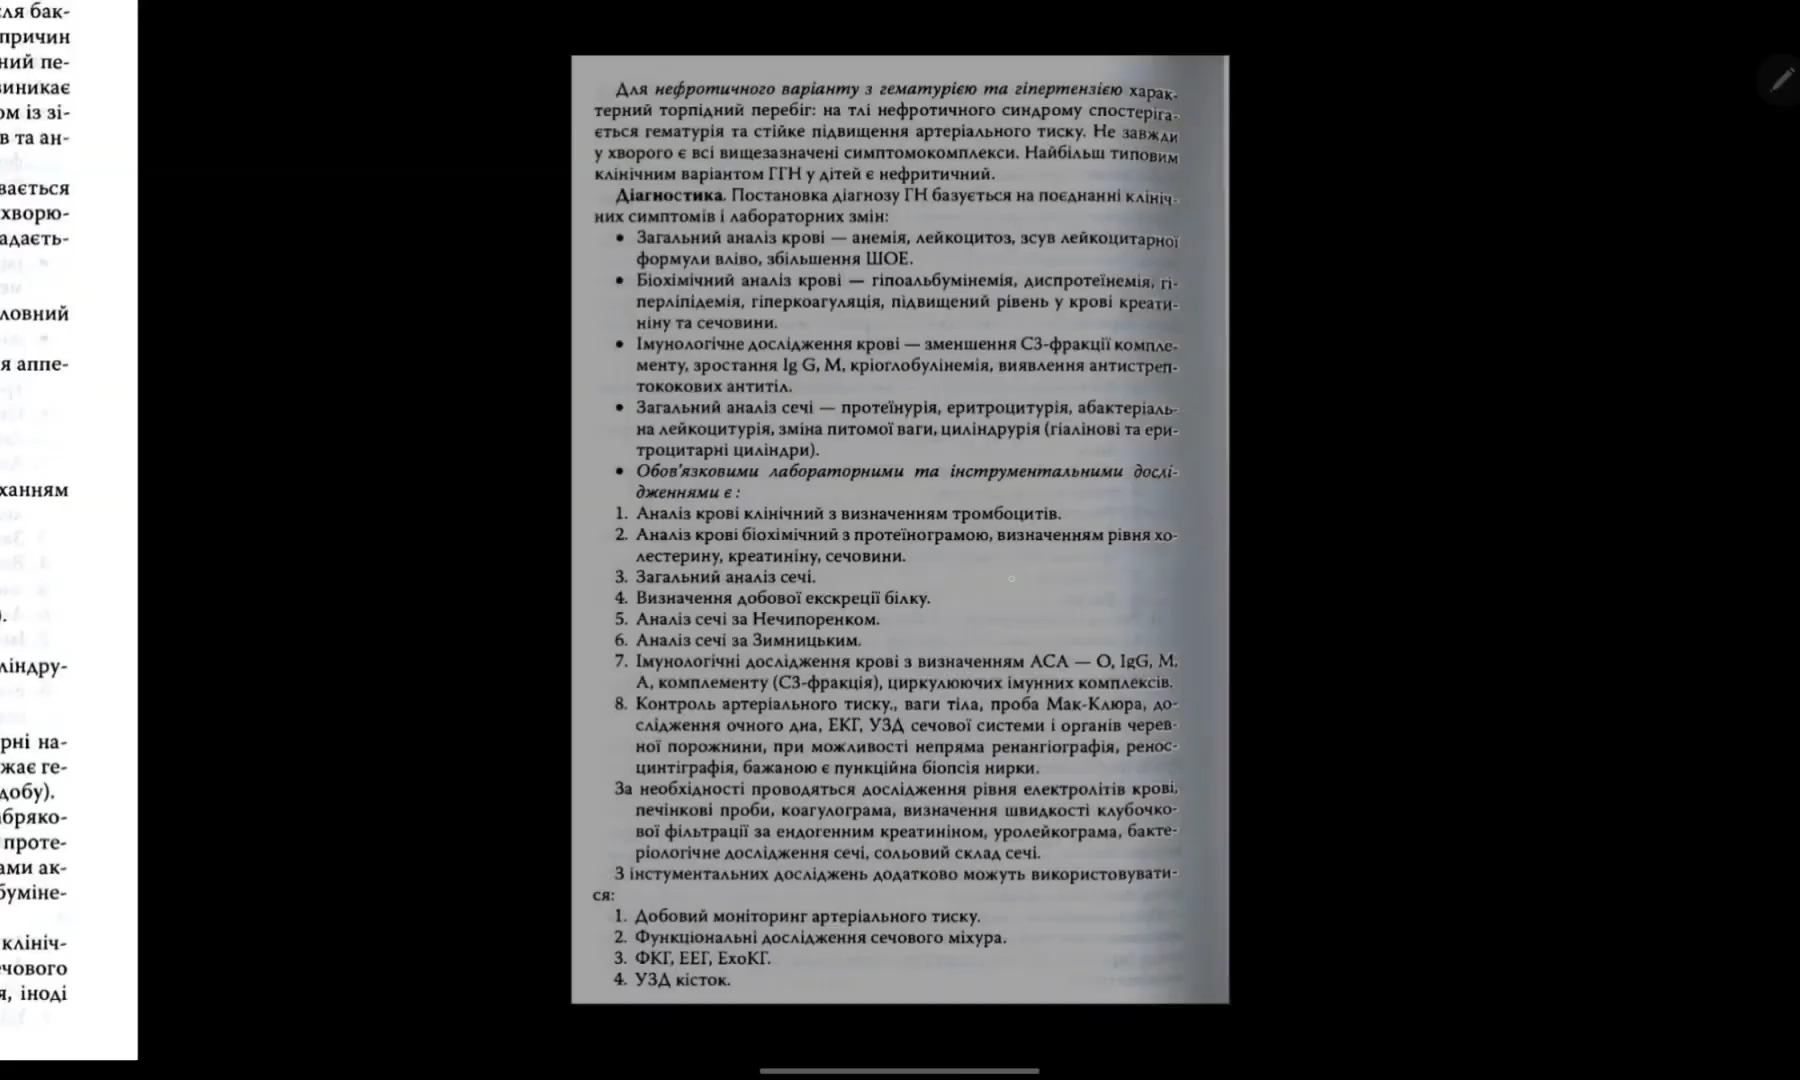 ля бак-
причин
ний пе-
виникає
ом із зі-
в та ан-
вається
хворю-
адаєть-
ловний
я аппе-
ханням
).
ліндру-
рні на-
жає ге-
добу).
бряко-
проте-
ами ак-
буміне-
клініч-
ечового
я, іноді
Для нефротичного варіанту з гематурією та гіпертензією харак-
терний торпідний перебіг: на тлі нефротичного синдрому спостеріга-
ється гематурія та стійке підвищення артеріального тиску. Не завжди
у хворого є всі вищезазначені симптомокомплекси. Найбільш типовим
клінічним варіантом ГГН у дітей є нефритичний.
Діагностика. Постановка діагнозу ГН базується на поєднанні клініч-
них симптомів і лабораторних змін:
• Загальний аналіз крові — анемія, лейкоцитоз, зсув лейкоцитарної
формули вліво, збільшення ШОЕ.
• Біохімічний аналіз крові — гіпоальбумінемія, диспротеїнемія, гі-
перліпідемія, гіперкоагуляція, підвищений рівень у крові креати-
ніну та сечовини.
• Імунологічне дослідження крові — зменшення С3-фракції компле-
менту, зростання Ig G, M, кріоглобулінемія, виявлення антистреп-
тококових антитіл.
• Загальний аналіз сечі — протеїнурія, еритроцитурія, абактеріаль-
на лейкоцитурія, зміна питомої ваги, циліндрурія (гіалінові та ери-
троцитарні циліндри).
• Обов'язковими лабораторними та інструментальними дослі-
дженнями є :
1. Аналіз крові клінічний з визначенням тромбоцитів.
2. Аналіз крові біохімічний з протеїнограмою, визначенням рівня хо-
лестерину, креатиніну, сечовини.
3. Загальний аналіз сечі.
4. Визначення добової екскреції білку.
5. Аналіз сечі за Нечипоренком.
6. Аналіз сечі за Зимницьким.
7. Імунологічні дослідження крові з визначенням АСА — О, IgG, M,
А, комплементу (С3-фракція), циркулюючих імунних комплексів.
8. Контроль артеріального тиску., ваги тіла, проба Мак-Клюра, до-
слідження очного дна, ЕКГ, УЗД сечової системи і органів черев-
ної порожнини, при можливості непряма ренангіографія, ренос-
цинтіграфія, бажаною є пункційна біопсія нирки.
За необхідності проводяться дослідження рівня електролітів крові,
печінкові проби, коагулограма, визначення швидкості клубочко-
вої фільтрації за ендогенним креатиніном, уролейкограма, бакте-
ріологічне дослідження сечі, сольовий склад сечі.
З інстументальних досліджень додатково можуть використовувати-
ся:
1. Добовий моніторинг артеріального тиску.
2. Функціональні дослідження сечового міхура.
3. ФКГ, ЕЕГ, ЕхоКГ.
4. УЗД кісток.